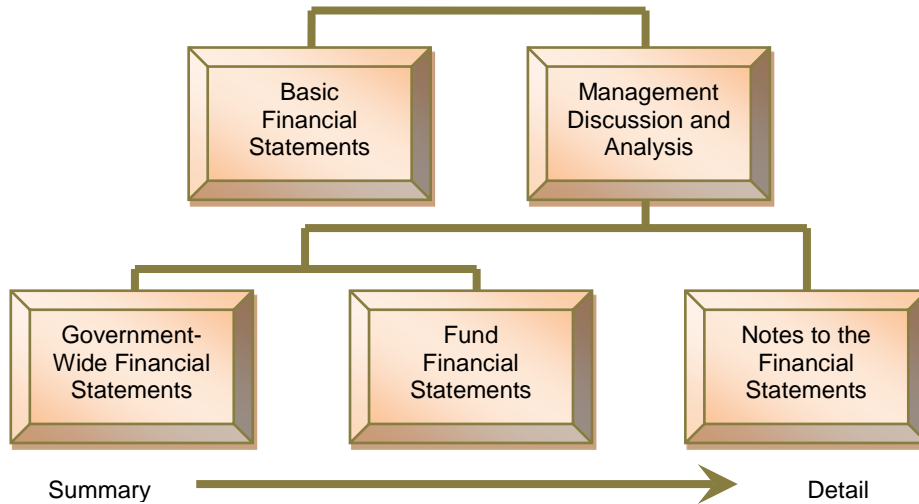 Basic
Financial
Statements
Management
Discussion and
Analysis
Government-
Wide Financial
Statements
Fund
Financial
Statements
Notes to the
Financial
Statements
Summary
Detail